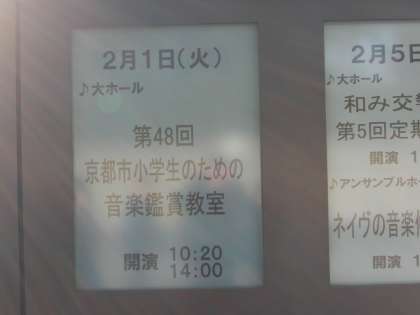 2月1日(火)
♪大ホール
第48回
京都市小学生のための
音楽鑑賞教室
開演 10:20
14:00
2月5日
♪大ホール
和み交響
第5回定期
開演 1
♪アンサンブルホー
ネイヴの音楽
開演 1